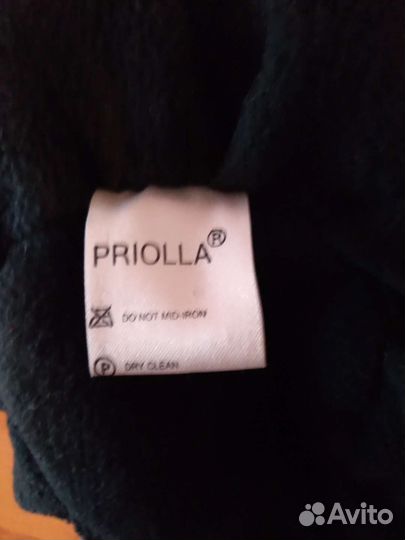 PRIOLLA®
DO NOT MID-IRON
P DRY CLEAN
Avito